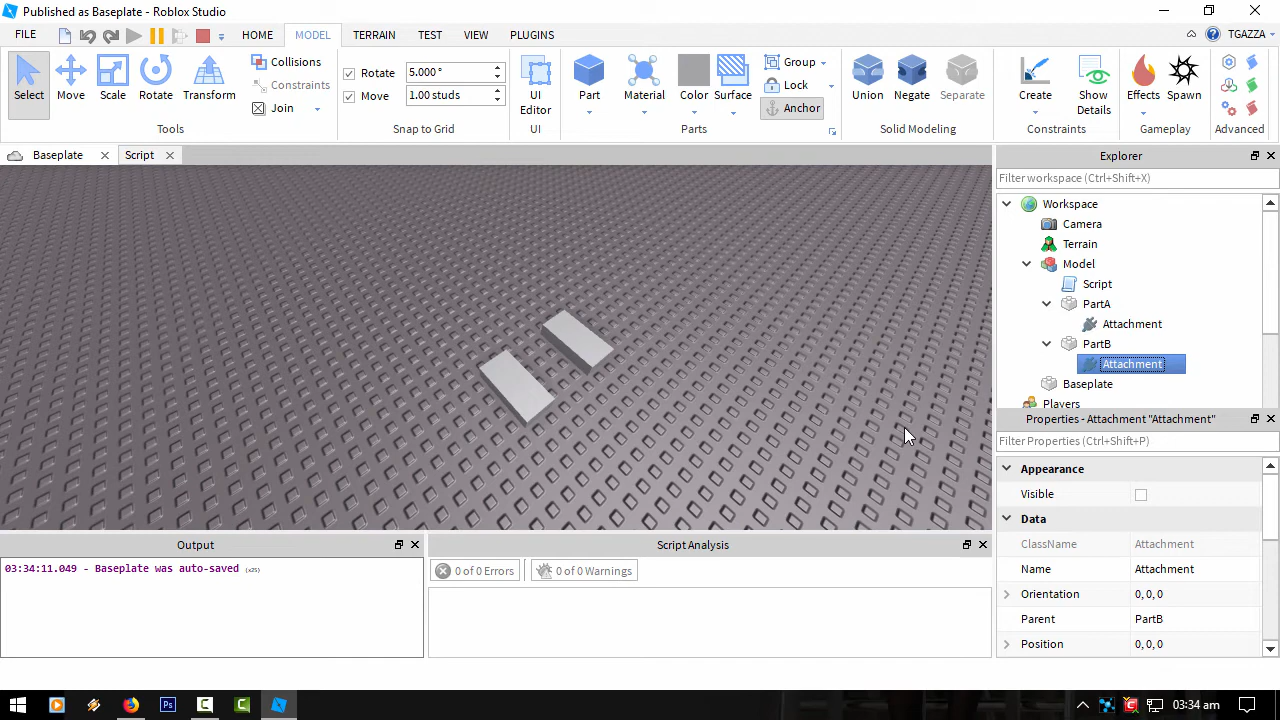 Published as Baseplate - Roblox Studio
FILE
HOME
MODEL
TERRAIN
TEST
VIEW
PLUGINS
TGAZZA
Select
Move
Scale
Rotate
Transform
Collisions
Constraints
Join
Tools
Rotate
5.000 °
Move
1.00 studs
Snap to Grid
UI
Editor
UI
Part
Material
Color
Surface
Group
Lock
Anchor
Parts
Union
Negate
Separate
Solid Modeling
Create
Show
Details
Constraints
Effects
Spawn
Gameplay
Advanced
Baseplate
Script
Explorer
Filter workspace (Ctrl+Shift+X)
Workspace
Camera
Terrain
Model
Script
PartA
Attachment
PartB
Attachment
Baseplate
Players
Properties - Attachment "Attachment"
Filter Properties (Ctrl+Shift+P)
Appearance
Visible
Data
ClassName Attachment
Name Attachment
Orientation 0, 0, 0
Parent PartB
Position 0, 0, 0
Output
03:34:11.049 - Baseplate was auto-saved (x25)
Script Analysis
0 of 0 Errors
0 of 0 Warnings
Ps
03:34 am